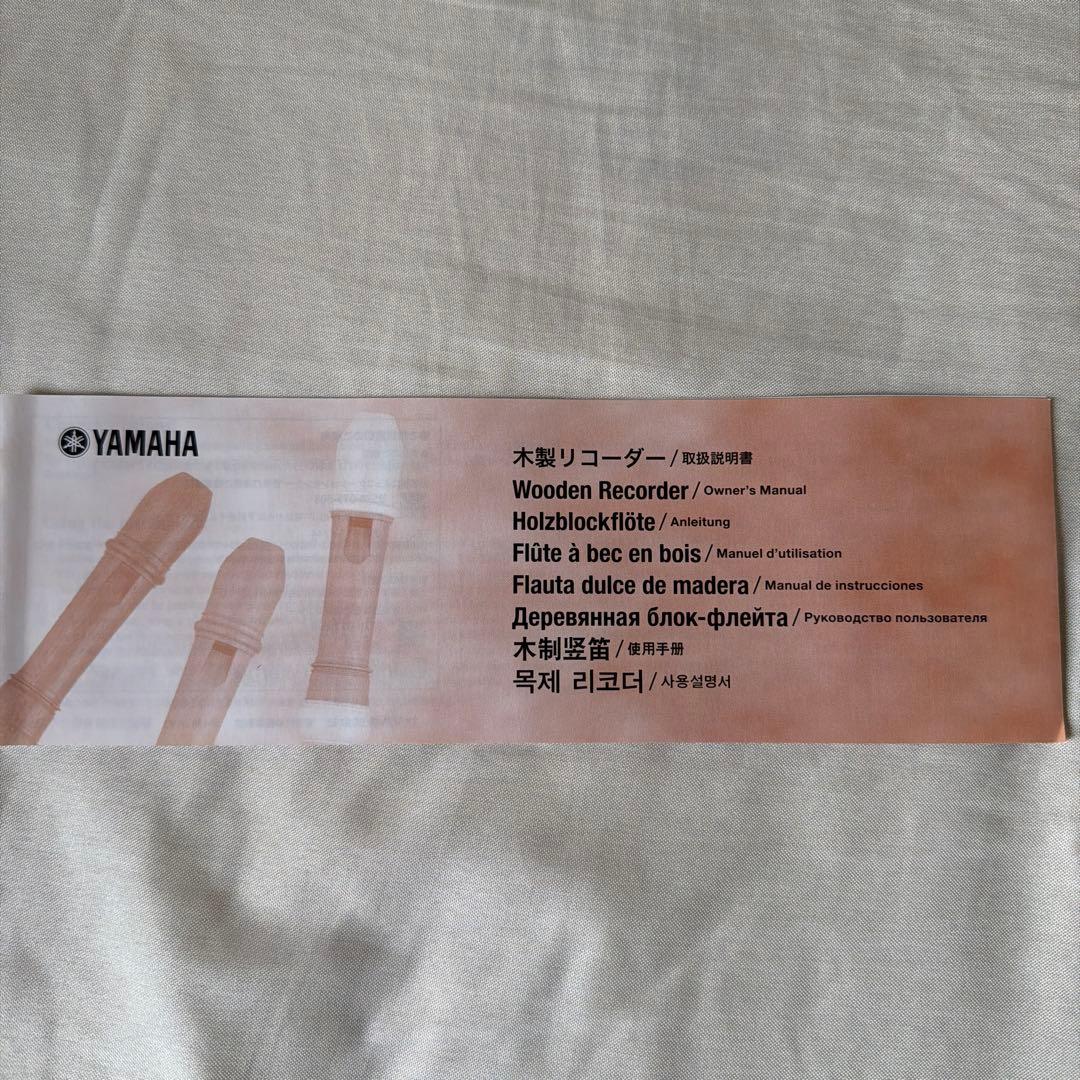 YAMAHA
木製リコーダー / 取扱説明書
Wooden Recorder / Owner's Manual
Holzblockflöte / Anleitung
Flûte à bec en bois / Manuel d'utilisation
Flauta dulce de madera / Manual de instrucciones
Деревянная блок-флейта / Руководство пользователя
木制竖笛 / 使用手册
목제 리코더 / 사용설명서